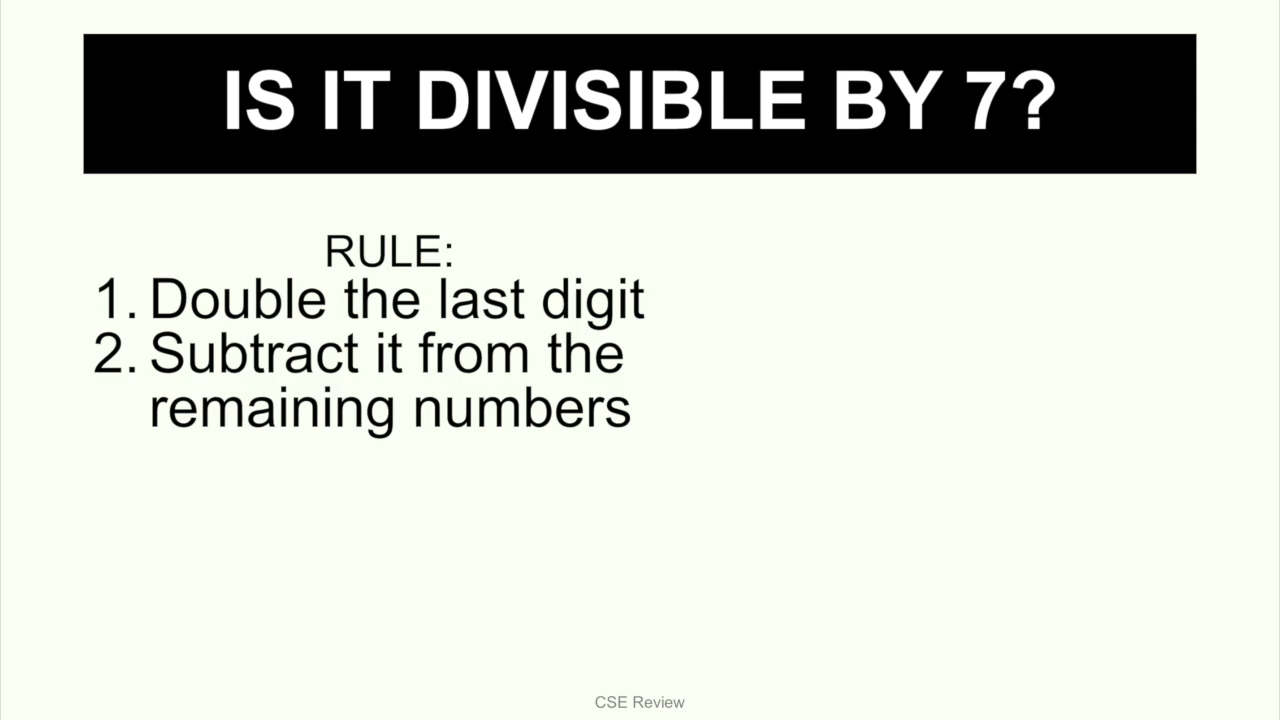 IS IT DIVISIBLE BY 7?
RULE:
1. Double the last digit
2. Subtract it from the
remaining numbers
CSE Review